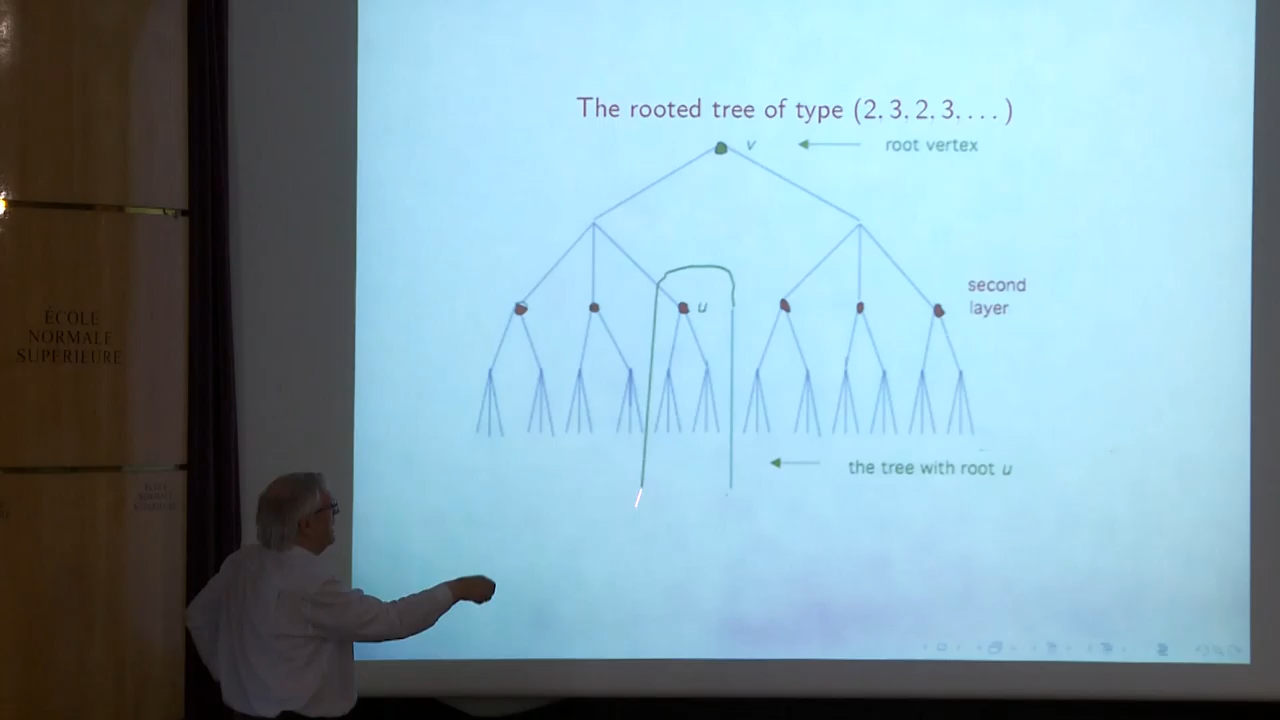 The rooted tree of type (2. 3. 2. 3. . . . )
v
root vertex
u
second
layer
the tree with root u
ÉCOLE
NORMALE
SUPÉRIEURE